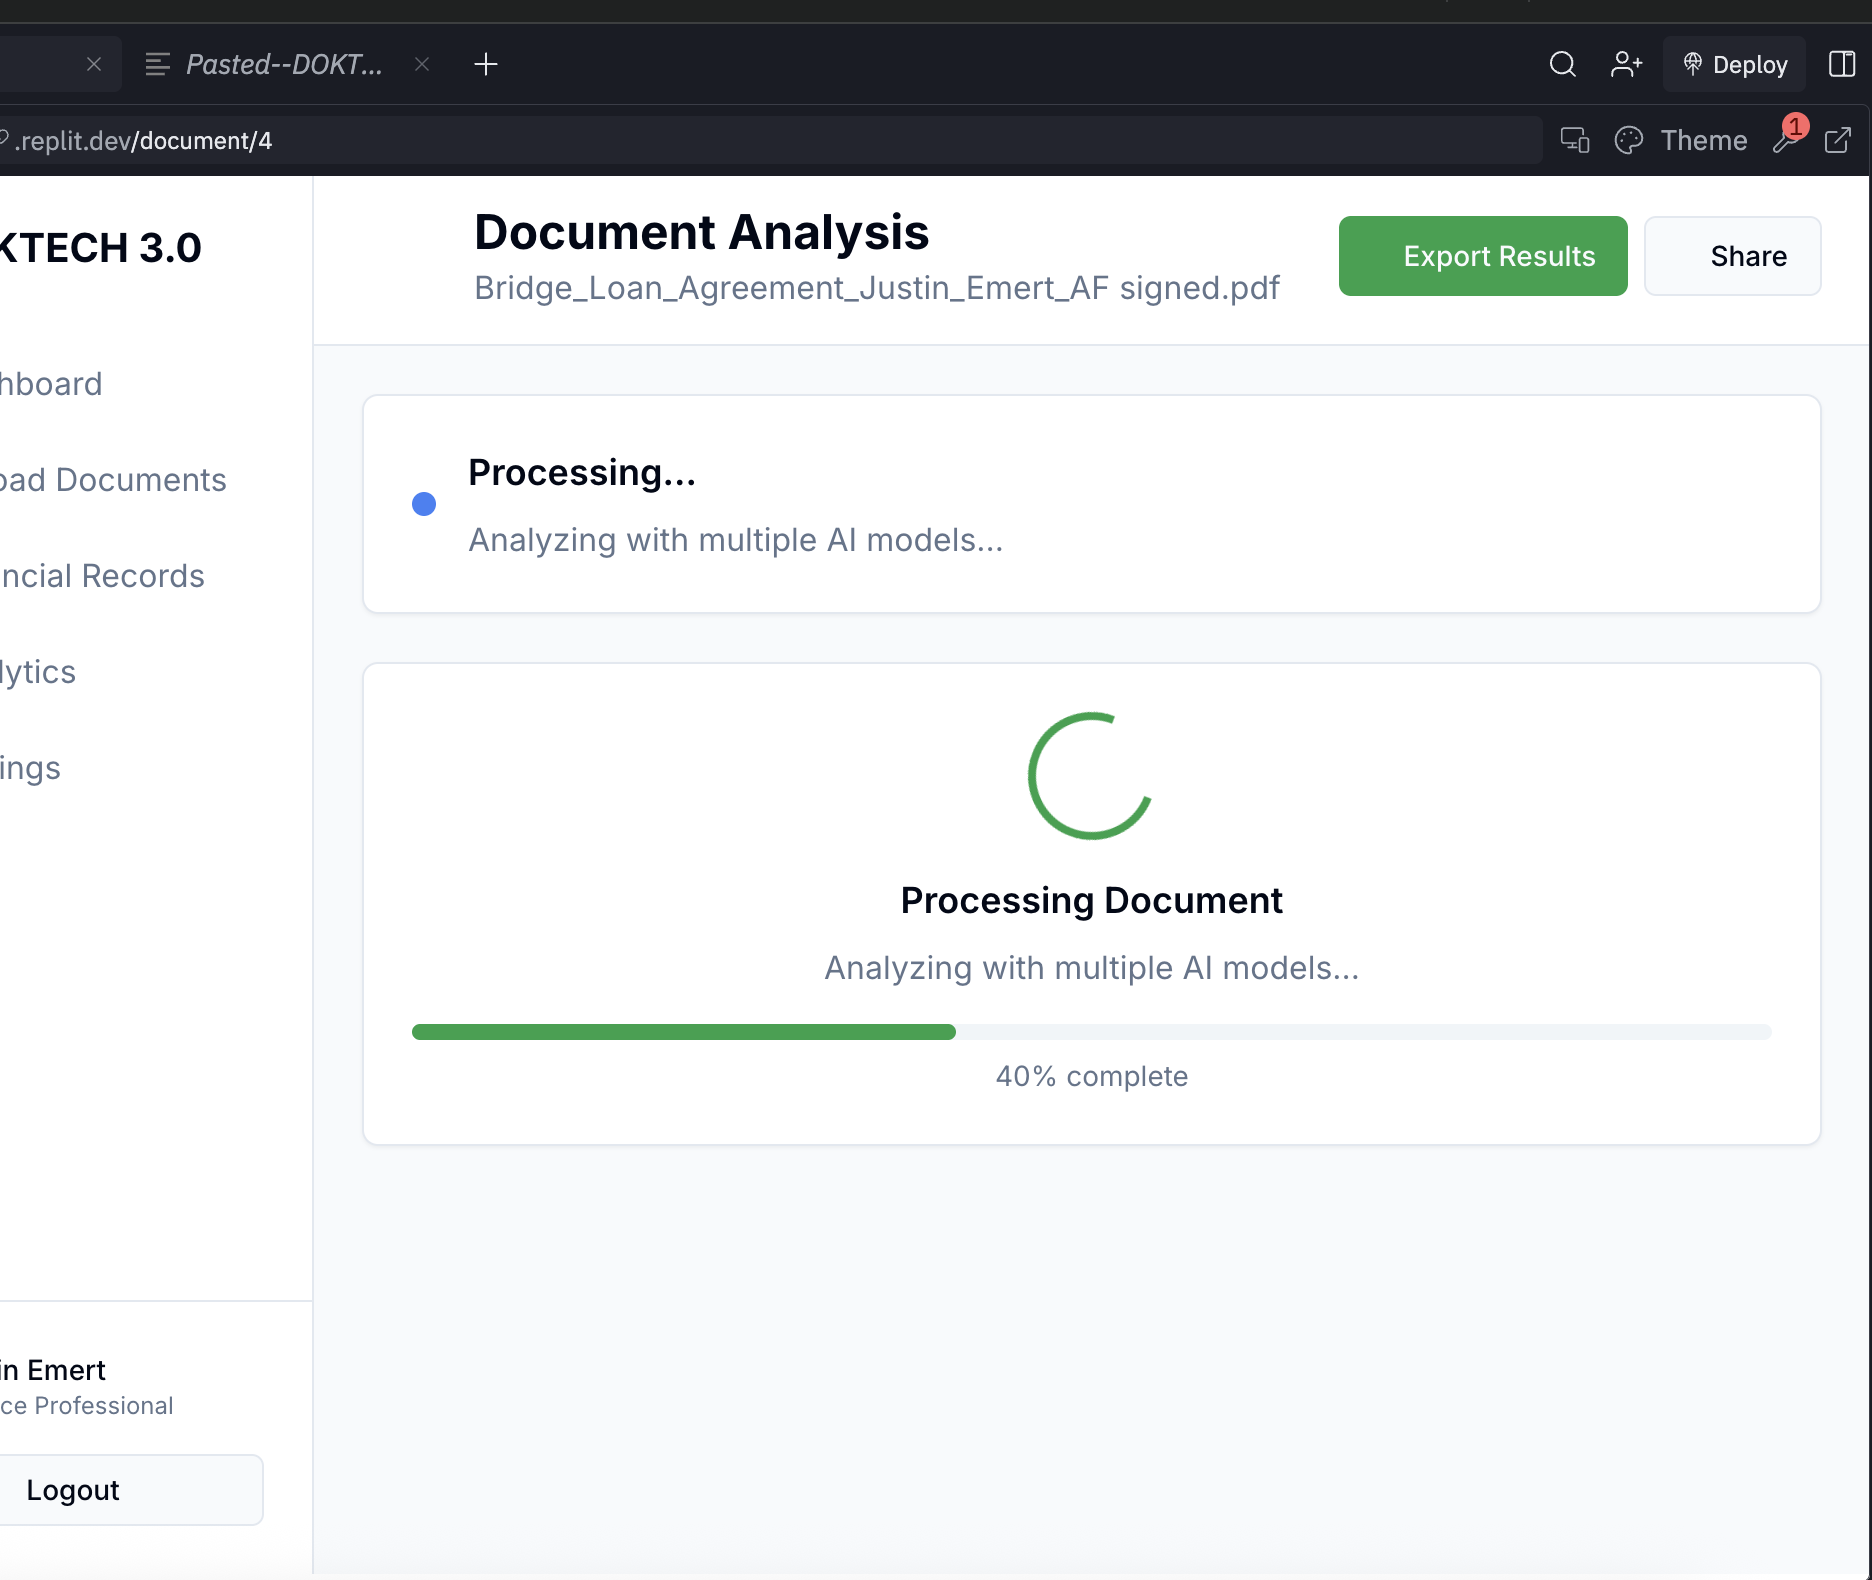 Pasted--DOKT...
Deploy
.replit.dev/document/4
Theme
1
KTECH 3.0
Document Analysis
Bridge_Loan_Agreement_Justin_Emert_AF signed.pdf
Export Results
Share
hboard
oad Documents
ncial Records
lytics
ings
Processing...
Analyzing with multiple AI models...
Processing Document
Analyzing with multiple AI models...
40% complete
in Emert
ce Professional
Logout